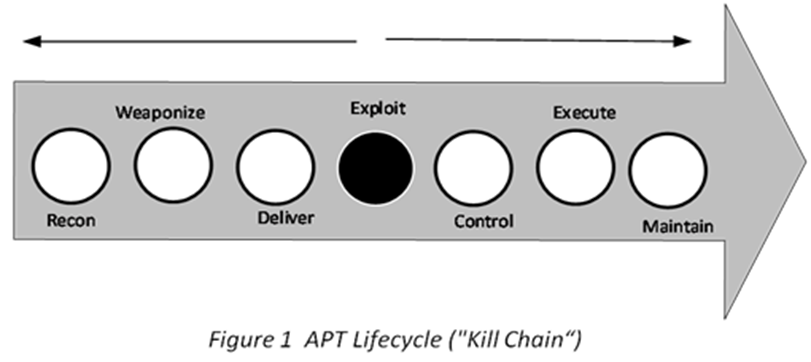 Weaponize
Exploit
Execute
Recon
Deliver
Control
Maintain
Figure 1 APT Lifecycle ("Kill Chain“)